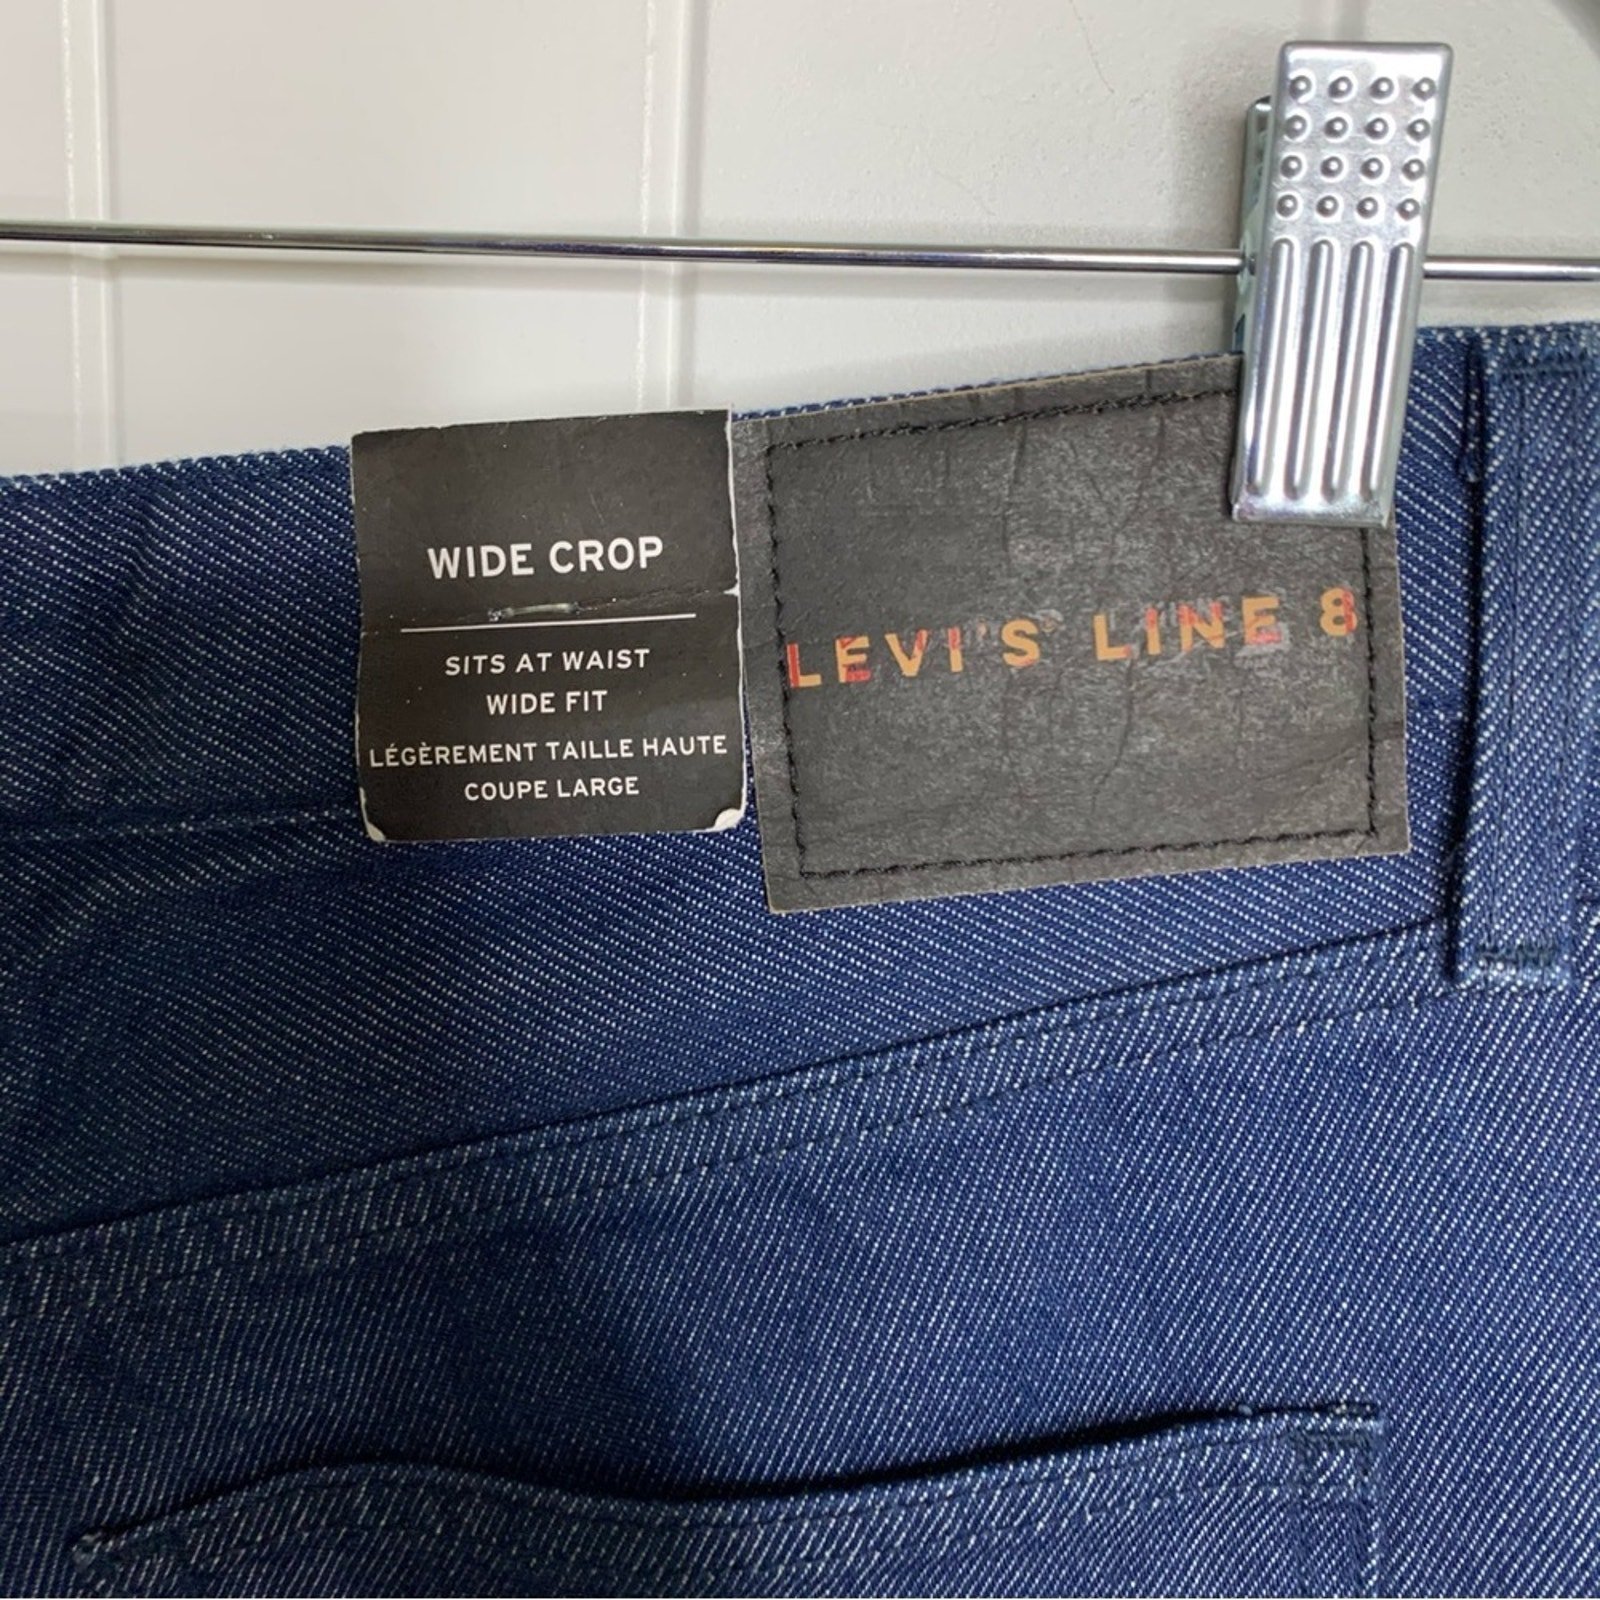 WIDE CROP
SITS AT WAIST
WIDE FIT
LÉGÈREMENT TAILLE HAUTE
COUPE LARGE
LEVI'S LINE 8